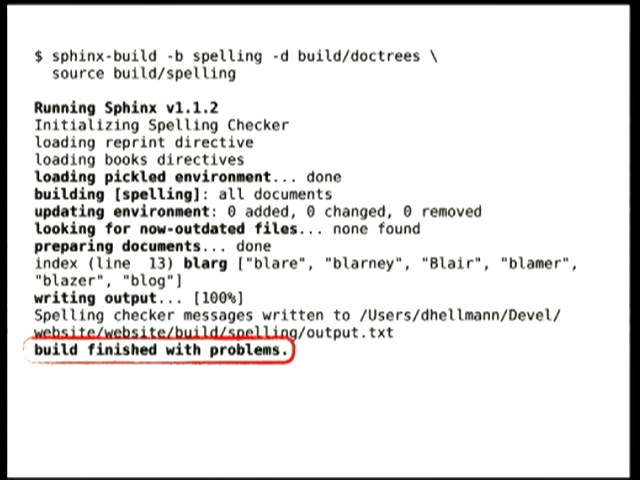 $ sphinx-build -b spelling -d build/doctrees \
source build/spelling
Running Sphinx v1.1.2
Initializing Spelling Checker
loading reprint directive
loading books directives
loading pickled environment... done
building [spelling]: all documents
updating environment: 0 added, 0 changed, 0 removed
looking for now-outdated files... none found
preparing documents... done
index (line  13) blarg ["blare", "blarney", "Blair", "blamer",
"blazer", "blog"]
writing output... [100%]
Spelling checker messages written to /Users/dhellmann/Devel/
website/website/build/spelling/output.txt
build finished with problems.